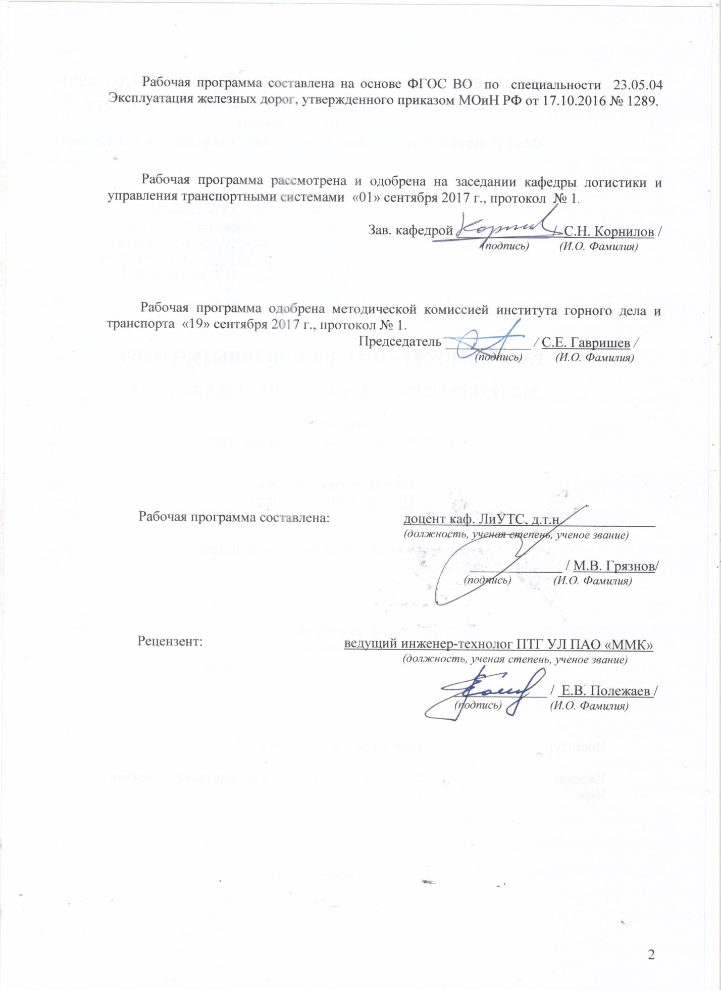 Рабочая программа составлена на основе ФГОС ВО по специальности 23.05.04
Эксплуатация железных дорог, утвержденного приказом МОиН РФ от 17.10.2016 № 1289.
Рабочая программа рассмотрена и одобрена на заседании кафедры логистики и
управления транспортными системами «01» сентября 2017 г., протокол № 1.
Зав. кафедрой ______________ / С.Н. Корнилов /
(подпись) (И.О. Фамилия)
Рабочая программа одобрена методической комиссией института горного дела и
транспорта «19» сентября 2017 г., протокол № 1.
Председатель ____________ / С.Е. Гавришев /
(подпись) (И.О. Фамилия)
Рабочая программа составлена: доцент каф. ЛиУТС, д.т.н.
(должность, ученая степень, ученое звание)
_____________ / М.В. Грязнов/
(подпись) (И.О. Фамилия)
Рецензент: ведущий инженер-технолог ПТГ УЛ ПАО «ММК»
(должность, ученая степень, ученое звание)
_____________ / Е.В. Полежаев /
(подпись) (И.О. Фамилия)
2